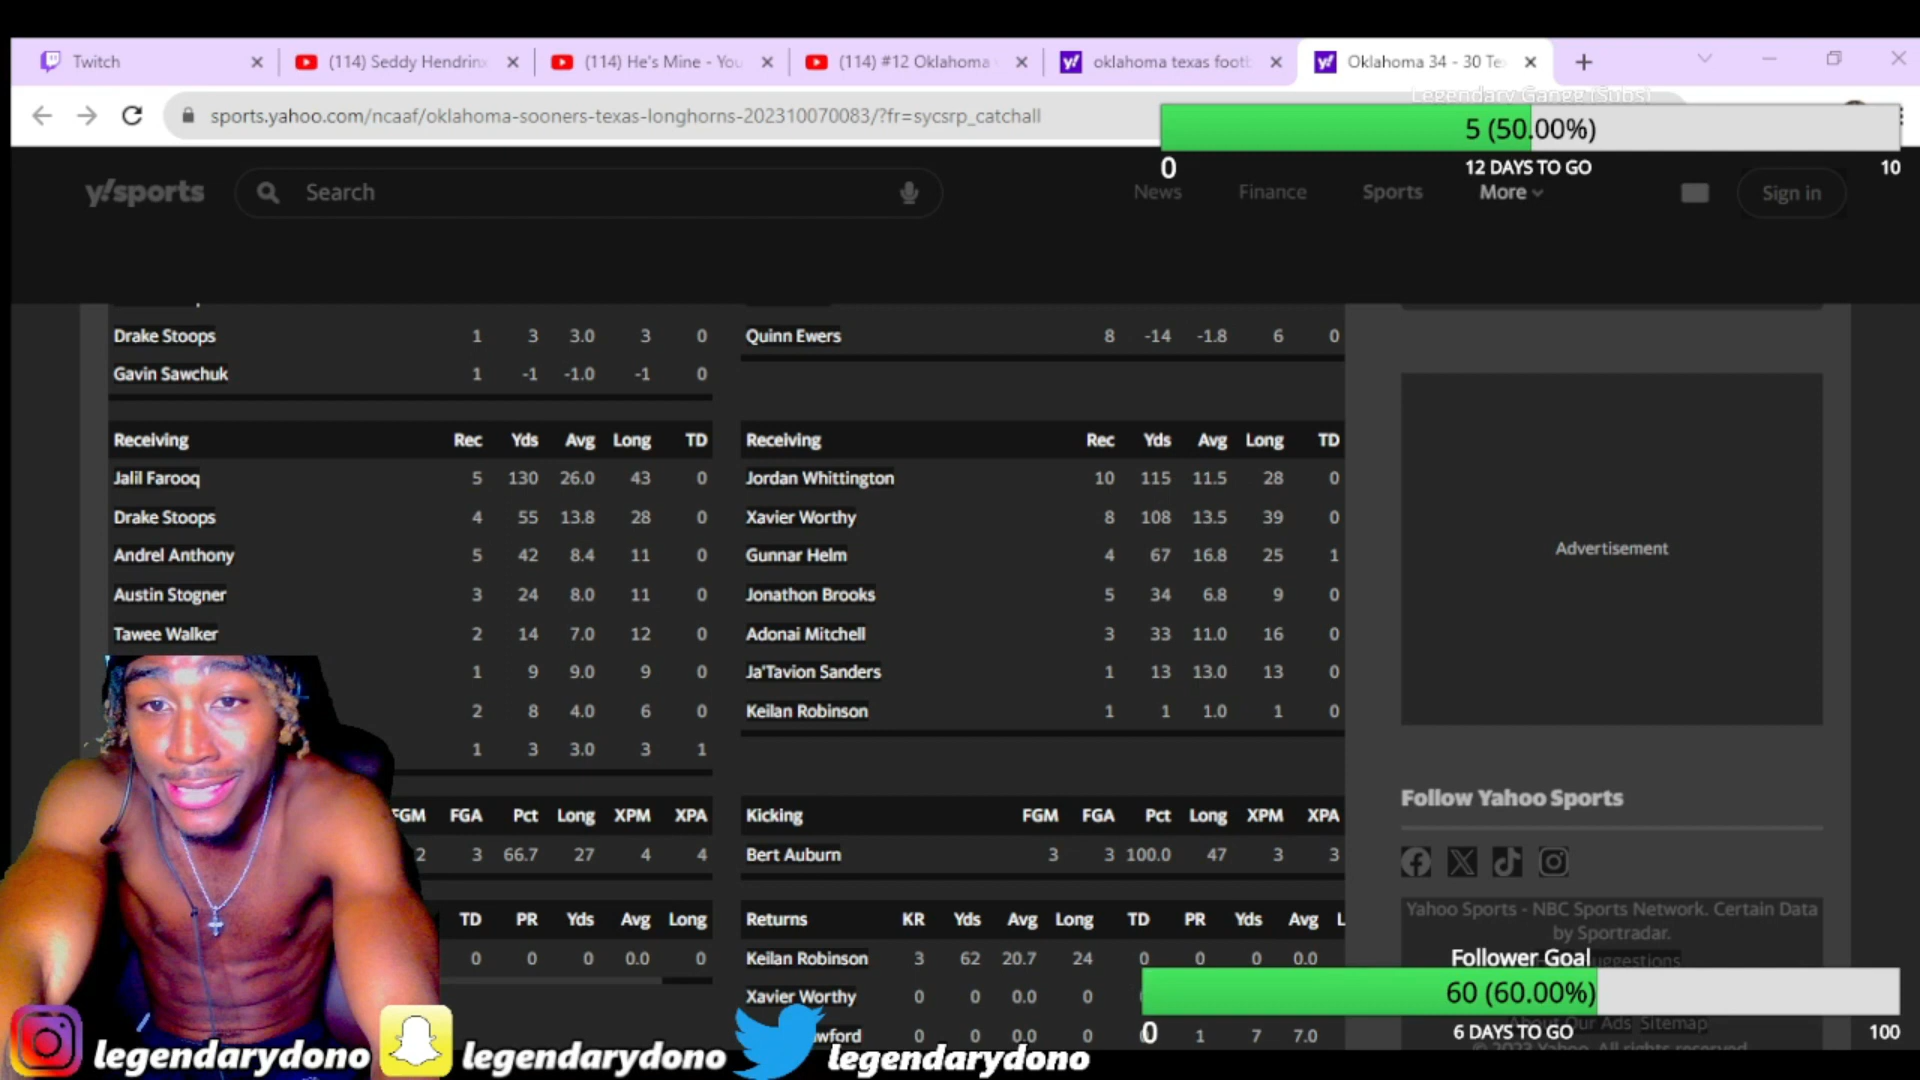 Twitch
(114) Seddy Hendrinx
(114) He's Mine - You
(114) #12 Oklahoma
oklahoma texas footb
Oklahoma 34 - 30 Te
sports.yahoo.com/ncaaf/oklahoma-sooners-texas-longhorns-202310070083/?fr=sycsrp_catchall
Legendary Gangg (Subs)
5 (50.00%)
0 12 DAYS TO GO 10
y!sports Search News Finance Sports More Sign in
Drake Stoops 1 3 3.0 3 0
Gavin Sawchuk 1 -1 -1.0 -1 0
Quinn Ewers 8 -14 -1.8 6 0
Receiving Rec Yds Avg Long TD
Jalil Farooq 5 130 26.0 43 0
Drake Stoops 4 55 13.8 28 0
Andrel Anthony 5 42 8.4 11 0
Austin Stogner 3 24 8.0 11 0
Tawee Walker 2 14 7.0 12 0
1 9 9.0 9 0
2 8 4.0 6 0
1 3 3.0 3 1
Receiving Rec Yds Avg Long TD
Jordan Whittington 10 115 11.5 28 0
Xavier Worthy 8 108 13.5 39 0
Gunnar Helm 4 67 16.8 25 1
Jonathon Brooks 5 34 6.8 9 0
Adonai Mitchell 3 33 11.0 16 0
Ja'Tavion Sanders 1 13 13.0 13 0
Keilan Robinson 1 1 1.0 1 0
FGM FGA Pct Long XPM XPA
2 3 66.7 27 4 4
Kicking FGM FGA Pct Long XPM XPA
Bert Auburn 3 3 100.0 47 3 3
TD PR Yds Avg Long
0 0 0 0.0 0
Returns KR Yds Avg Long TD PR Yds Avg L
Keilan Robinson 3 62 20.7 24 0 0 0 0.0
Xavier Worthy 0 0 0.0 0
wford 0 0 0.0 0 1 7 7.0
Advertisement
Follow Yahoo Sports
Yahoo Sports - NBC Sports Network. Certain Data
by Sportradar.
Follower Goal
uggestions
60 (60.00%)
About Our Ads Sitemap
0 6 DAYS TO GO 100
© 2023 Yahoo. All rights reserved
legendarydono legendarydono legendarydono